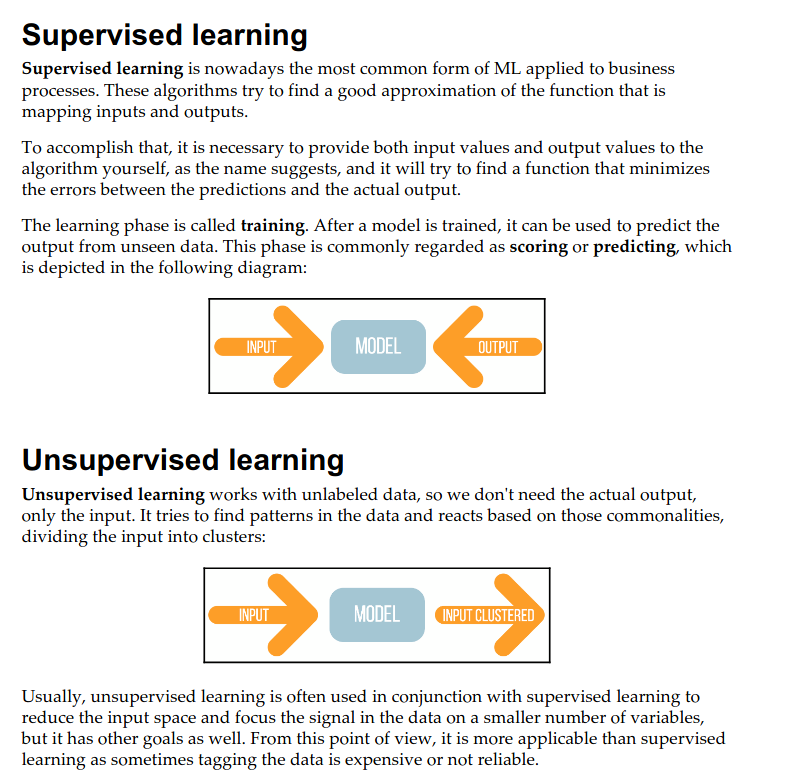 Supervised learning
Supervised learning is nowadays the most common form of ML applied to business
processes. These algorithms try to find a good approximation of the function that is
mapping inputs and outputs.
To accomplish that, it is necessary to provide both input values and output values to the
algorithm yourself, as the name suggests, and it will try to find a function that minimizes
the errors between the predictions and the actual output.
The learning phase is called training. After a model is trained, it can be used to predict the
output from unseen data. This phase is commonly regarded as scoring or predicting, which
is depicted in the following diagram:
INPUT MODEL OUTPUT
Unsupervised learning
Unsupervised learning works with unlabeled data, so we don't need the actual output,
only the input. It tries to find patterns in the data and reacts based on those commonalities,
dividing the input into clusters:
INPUT MODEL INPUT CLUSTERED
Usually, unsupervised learning is often used in conjunction with supervised learning to
reduce the input space and focus the signal in the data on a smaller number of variables,
but it has other goals as well. From this point of view, it is more applicable than supervised
learning as sometimes tagging the data is expensive or not reliable.